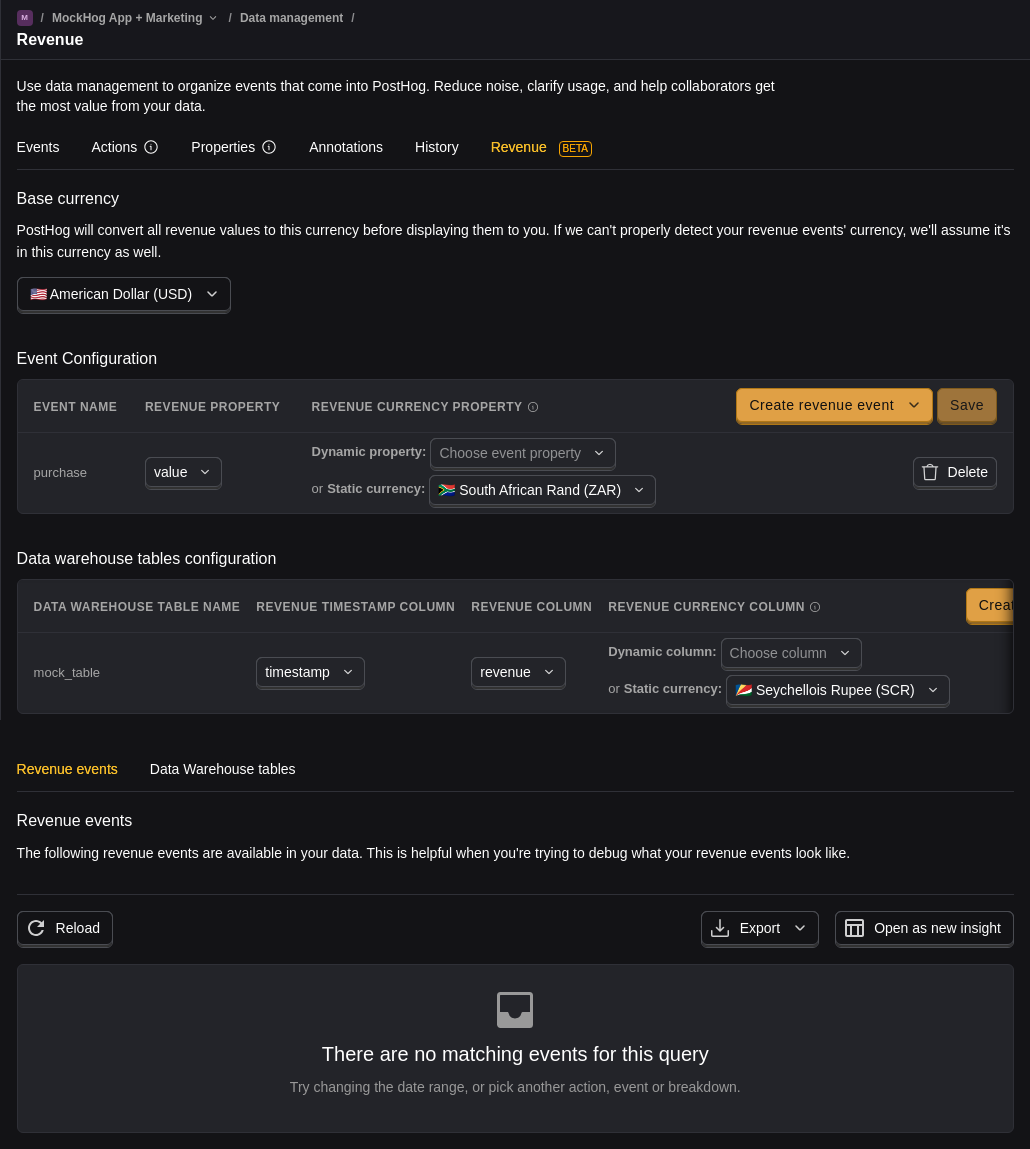 M / MockHog App + Marketing / Data management /
Revenue
Use data management to organize events that come into PostHog. Reduce noise, clarify usage, and help collaborators get
the most value from your data.
Events Actions Properties Annotations History Revenue BETA
Base currency
PostHog will convert all revenue values to this currency before displaying them to you. If we can't properly detect your revenue events' currency, we'll assume it's
in this currency as well.
🇺🇸 American Dollar (USD)
Event Configuration
EVENT NAME REVENUE PROPERTY REVENUE CURRENCY PROPERTY Create revenue event Save
Dynamic property: Choose event property
purchase value Delete
or Static currency: 🇿🇦 South African Rand (ZAR)
Data warehouse tables configuration
DATA WAREHOUSE TABLE NAME REVENUE TIMESTAMP COLUMN REVENUE COLUMN REVENUE CURRENCY COLUMN Creat
Dynamic column: Choose column
mock_table timestamp revenue
or Static currency: 🇸🇨 Seychellois Rupee (SCR)
Revenue events Data Warehouse tables
Revenue events
The following revenue events are available in your data. This is helpful when you're trying to debug what your revenue events look like.
Reload Export Open as new insight
There are no matching events for this query
Try changing the date range, or pick another action, event or breakdown.